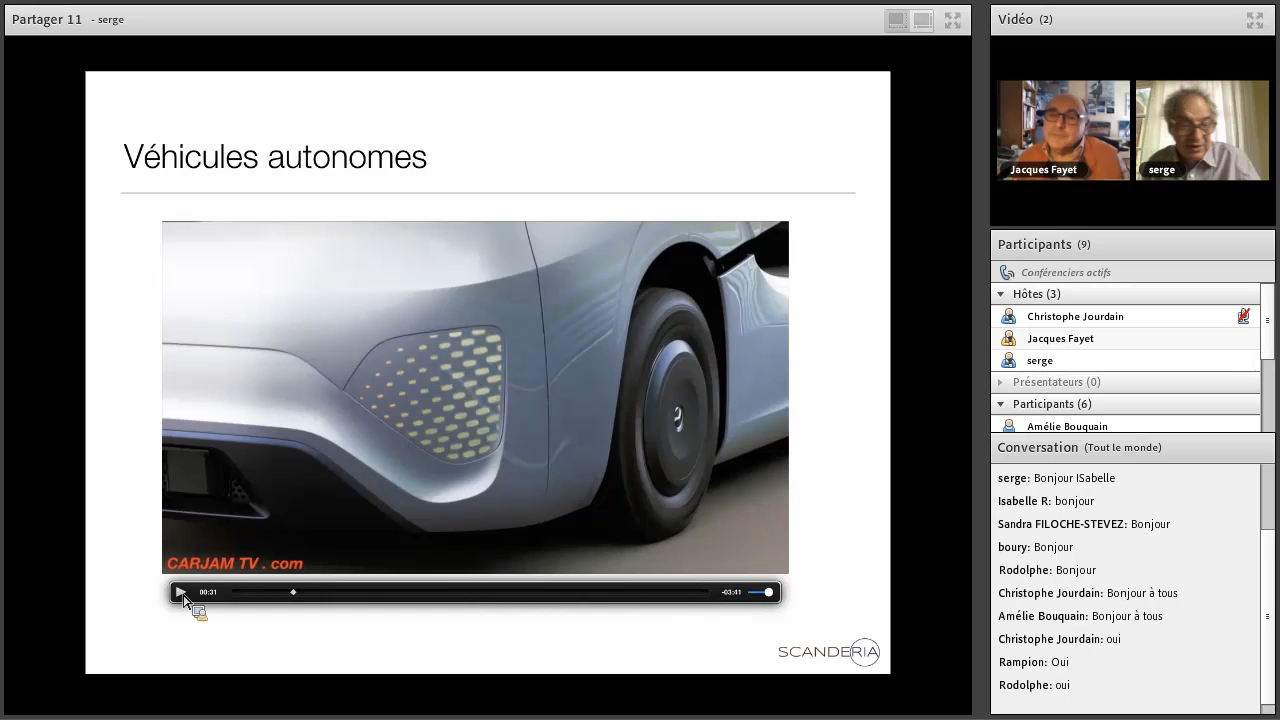 Partager 11 - serge
Véhicules autonomes
CARJAM TV . com
00:31
-03:41
SCANDERIA
Vidéo (2)
Jacques Fayet
serge
Participants (9)
Conférenciers actifs
Hôtes (3)
Christophe Jourdain
Jacques Fayet
serge
Présentateurs (0)
Participants (6)
Amélie Bouquain
Conversation (Tout le monde)
serge: Bonjour ISabelle
Isabelle R: bonjour
Sandra FILOCHE-STEVEZ: Bonjour
boury: Bonjour
Rodolphe: Bonjour
Christophe Jourdain: Bonjour à tous
Amélie Bouquain: Bonjour à tous
Christophe Jourdain: oui
Rampion: Oui
Rodolphe: oui